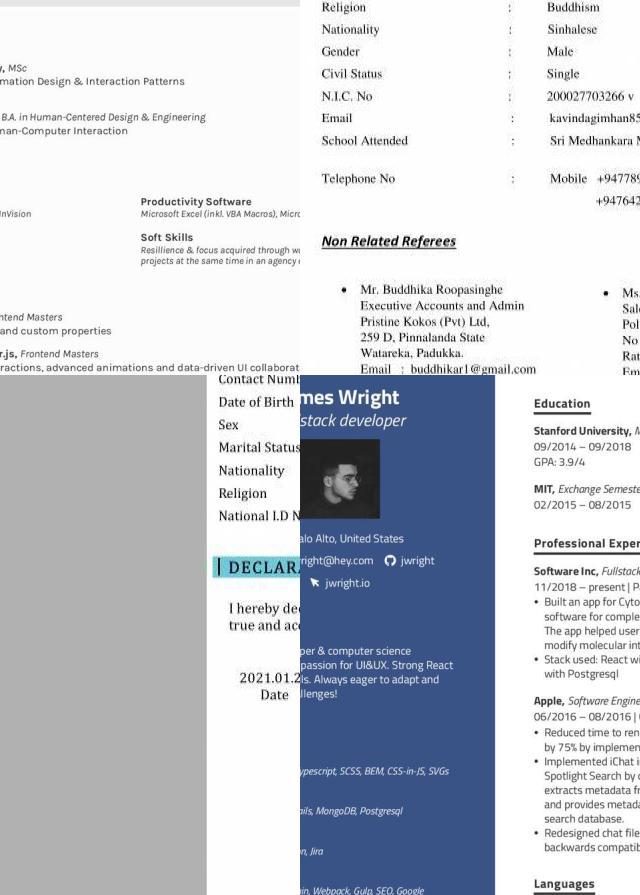 MSc
mation Design & Interaction Patterns
B.A. in Human-Centered Design & Engineering
nan-Computer Interaction
Productivity Software
InVision
Microsoft Excel (inkl. VBA Macros), Micro
Soft Skills
Resillience & focus acquired through wo
projects at the same time in an agency e
ntend Masters
and custom properties
r.js, Frontend Masters
ractions, advanced animations and data-driven UI collaborat
Religion : Buddhism
Nationality : Sinhalese
Gender : Male
Civil Status : Single
N.I.C. No : 200027703266 v
Email : kavindagimhan85
School Attended : Sri Medhankara M
Telephone No : Mobile +947789
+947642
Non Related Referees
• Mr. Buddhika Roopasinghe
Executive Accounts and Admin
Pristine Kokos (Pvt) Ltd,
259 D, Pinnalanda State
Watareka, Padukka.
Email : buddhikar1@gmail.com
• Ms.
Sale
Pol
No
Rat
Em
Contact Numb
Date of Birth
Sex
Marital Status
Nationality
Religion
National I.D N
DECLARA
I hereby dec
true and acc
2021.01.2
Date
mes Wright
stack developer
alo Alto, United States
right@hey.com jwright
jwright.io
per & computer science
passion for UI&UX. Strong React
ls. Always eager to adapt and
llenges!
ypescript, SCSS, BEM, CSS-in-JS, SVGs
ails, MongoDB, Postgresql
n, Jira
in, Webpack, Gulp, SEO, Google
Education
Stanford University, M
09/2014 – 09/2018
GPA: 3.9/4
MIT, Exchange Semeste
02/2015 – 08/2015
Professional Exper
Software Inc, Fullstack
11/2018 – present | P
• Built an app for Cyto
software for comple
The app helped user
modify molecular int
• Stack used: React wi
with Postgresql
Apple, Software Engine
06/2016 – 08/2016 |
• Reduced time to ren
by 75% by implemen
• Implemented iChat i
Spotlight Search by c
extracts metadata fr
and provides metada
search database.
• Redesigned chat file
backwards compatib
Languages